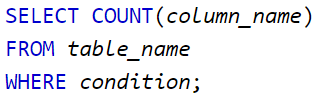 SELECT COUNT(column_name)
FROM table_name
WHERE condition;